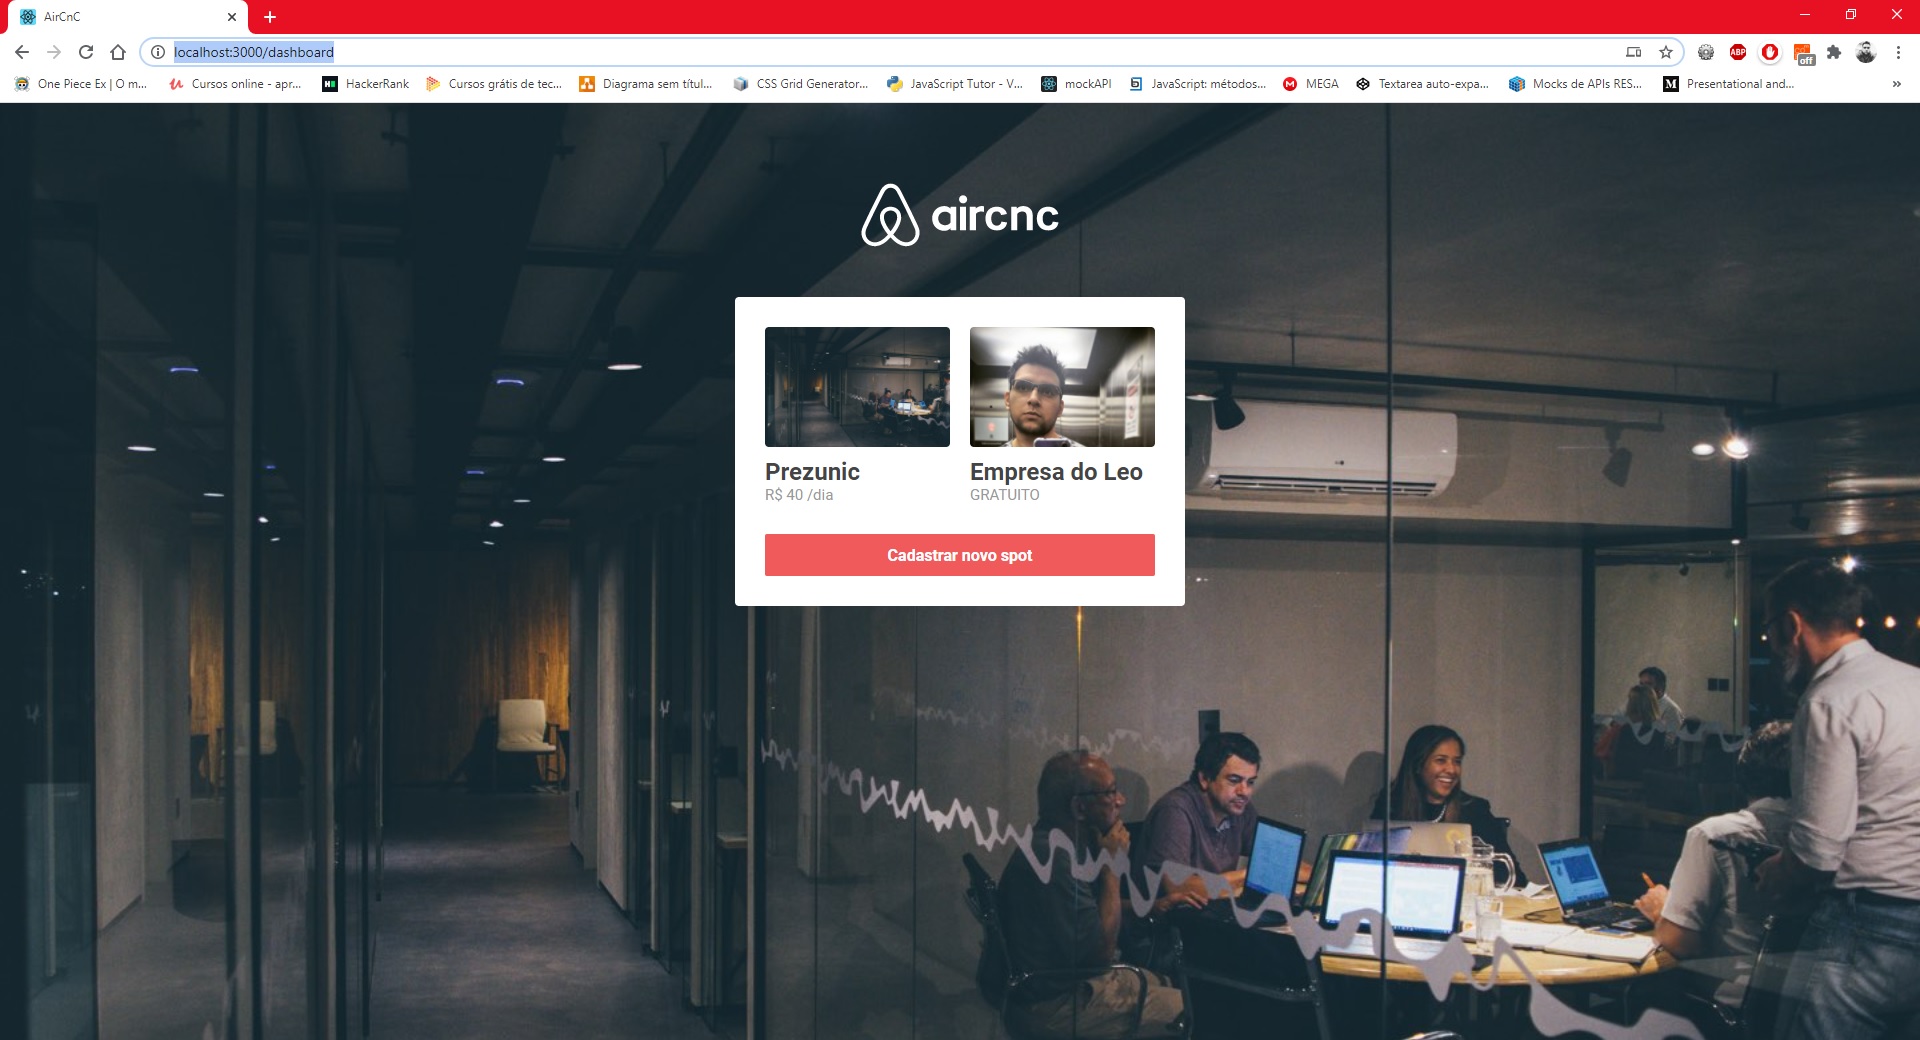 AirCnC
localhost:3000/dashboard
ABP
off
One Piece Ex | O m...
Cursos online - apr...
HackerRank
Cursos grátis de tec...
Diagrama sem títul...
CSS Grid Generator...
JavaScript Tutor - V...
mockAPI
JavaScript: métodos...
MEGA
Textarea auto-expa...
Mocks de APIs RES...
Presentational and...
aircnc
Prezunic
R$ 40 /dia
Empresa do Leo
GRATUITO
Cadastrar novo spot